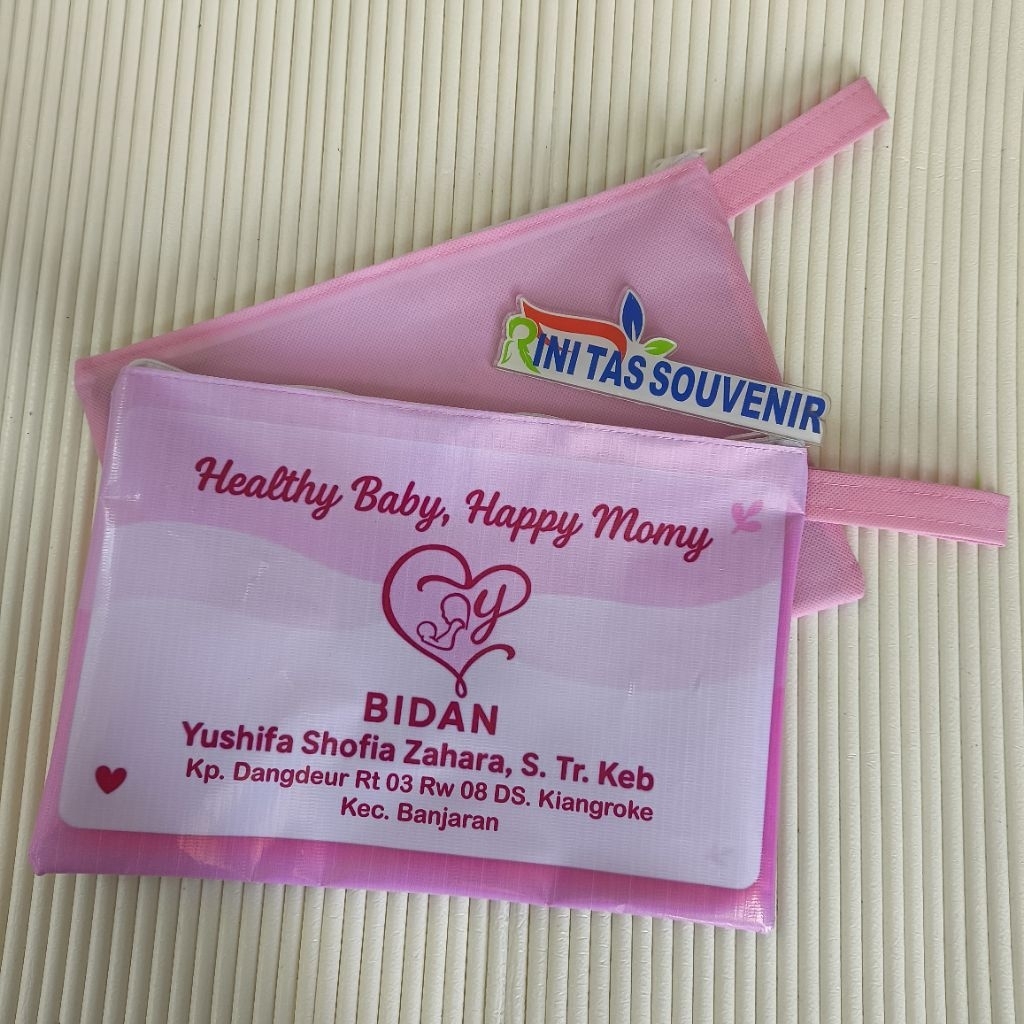 RINI TAS SOUVENIR
Healthy Baby, Happy Momy
y
BIDAN
Yushifa Shofia Zahara, S. Tr. Keb
Kp. Dangdeur Rt 03 Rw 08 DS. Kiangroke
Kec. Banjaran